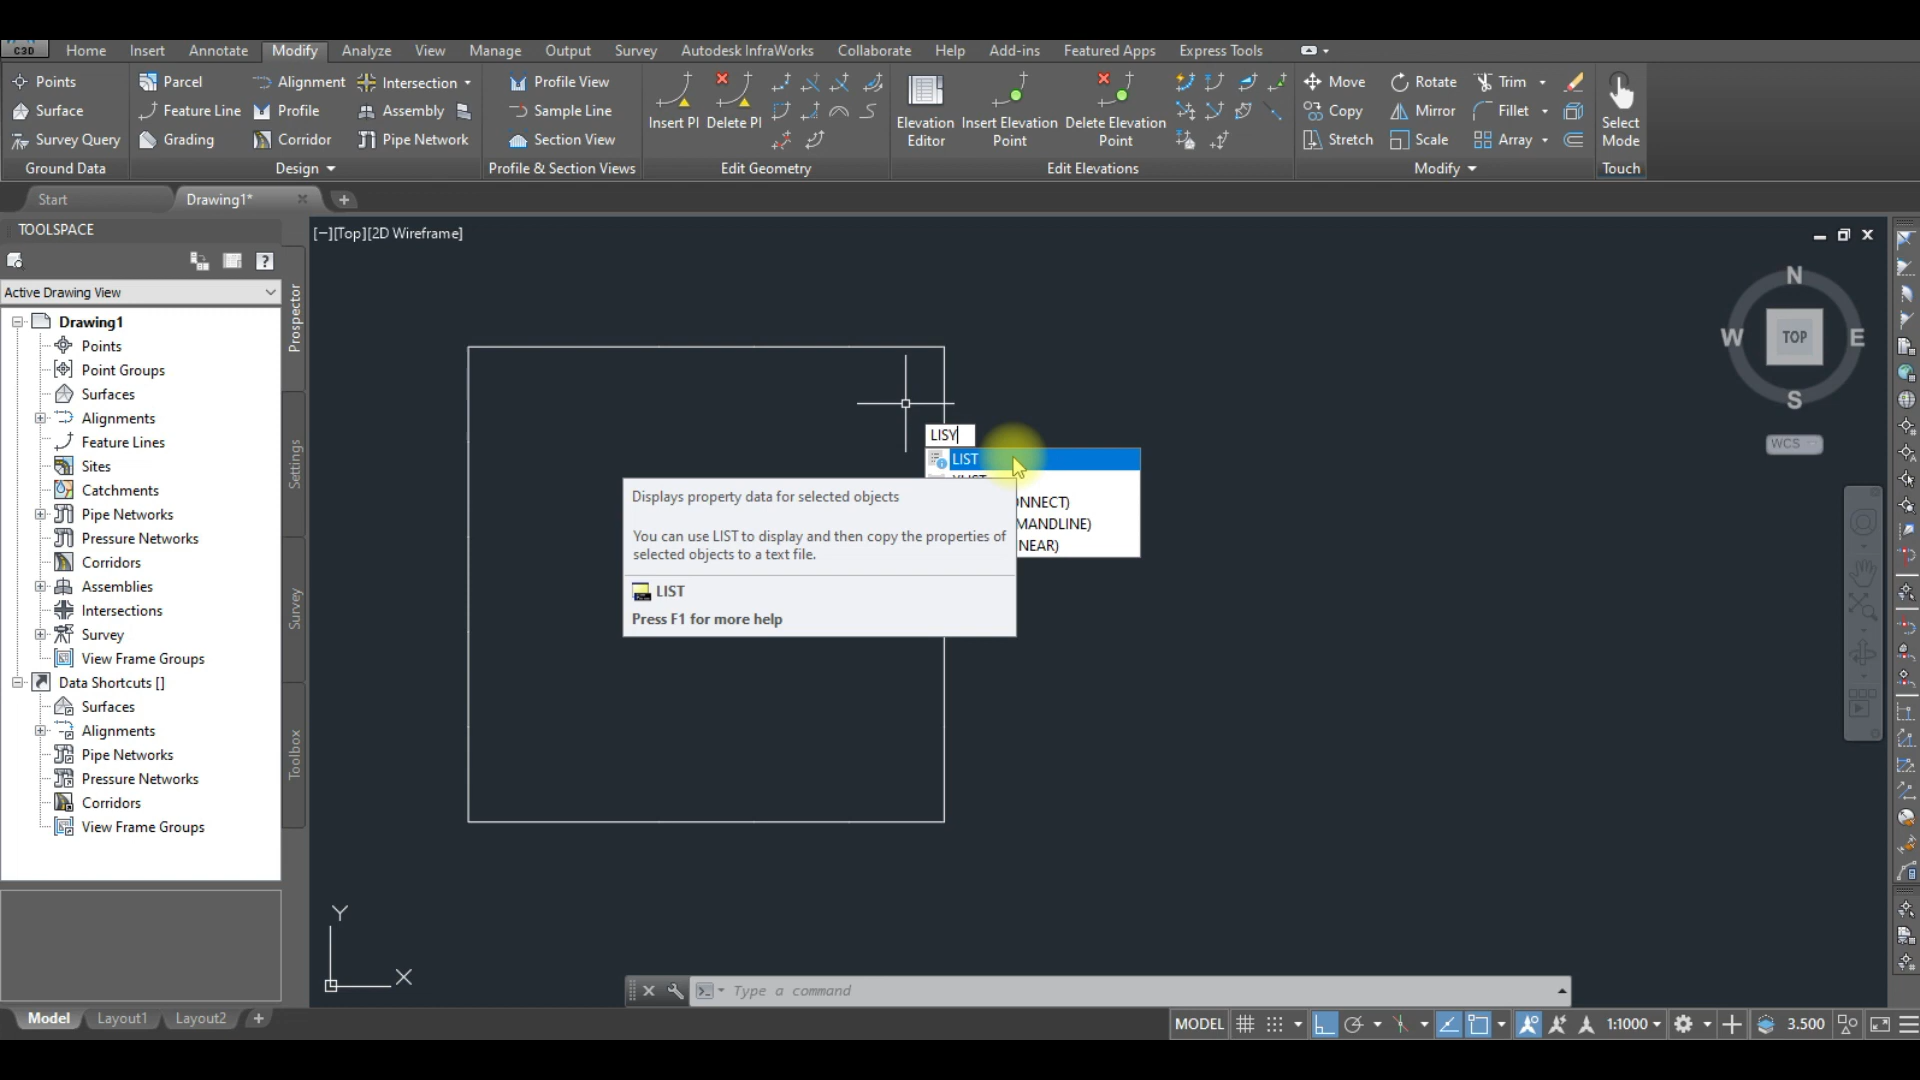 C3D
Home Insert Annotate Modify Analyze View Manage Output Survey Autodesk InfraWorks Collaborate Help Add-ins Featured Apps Express Tools
Points Parcel Alignment Intersection Profile View Move Rotate Trim
Surface Feature Line Profile Assembly Sample Line Copy Mirror Fillet
Survey Query Grading Corridor Pipe Network Section View Stretch Scale Array
Insert PI Delete PI
Elevation Editor Insert Elevation Point Delete Elevation Point
Select Mode
Ground Data Design Profile & Section Views Edit Geometry Edit Elevations Modify Touch
Start Drawing1*
TOOLSPACE
[−][Top][2D Wireframe]
Active Drawing View
Drawing1
Points
Point Groups
Surfaces
Alignments
Feature Lines
Sites
Catchments
Pipe Networks
Pressure Networks
Corridors
Assemblies
Intersections
Survey
View Frame Groups
Data Shortcuts []
Surfaces
Alignments
Pipe Networks
Pressure Networks
Corridors
View Frame Groups
Prospector
Settings
Survey
Toolbox
N
W TOP E
S
WCS
LISY
LIST
ONNECT)
MANDLINE)
NEAR)
Displays property data for selected objects
You can use LIST to display and then copy the properties of
selected objects to a text file.
LIST
Press F1 for more help
Y
X
Type a command
Model Layout1 Layout2 +
MODEL 1:1000 3.500